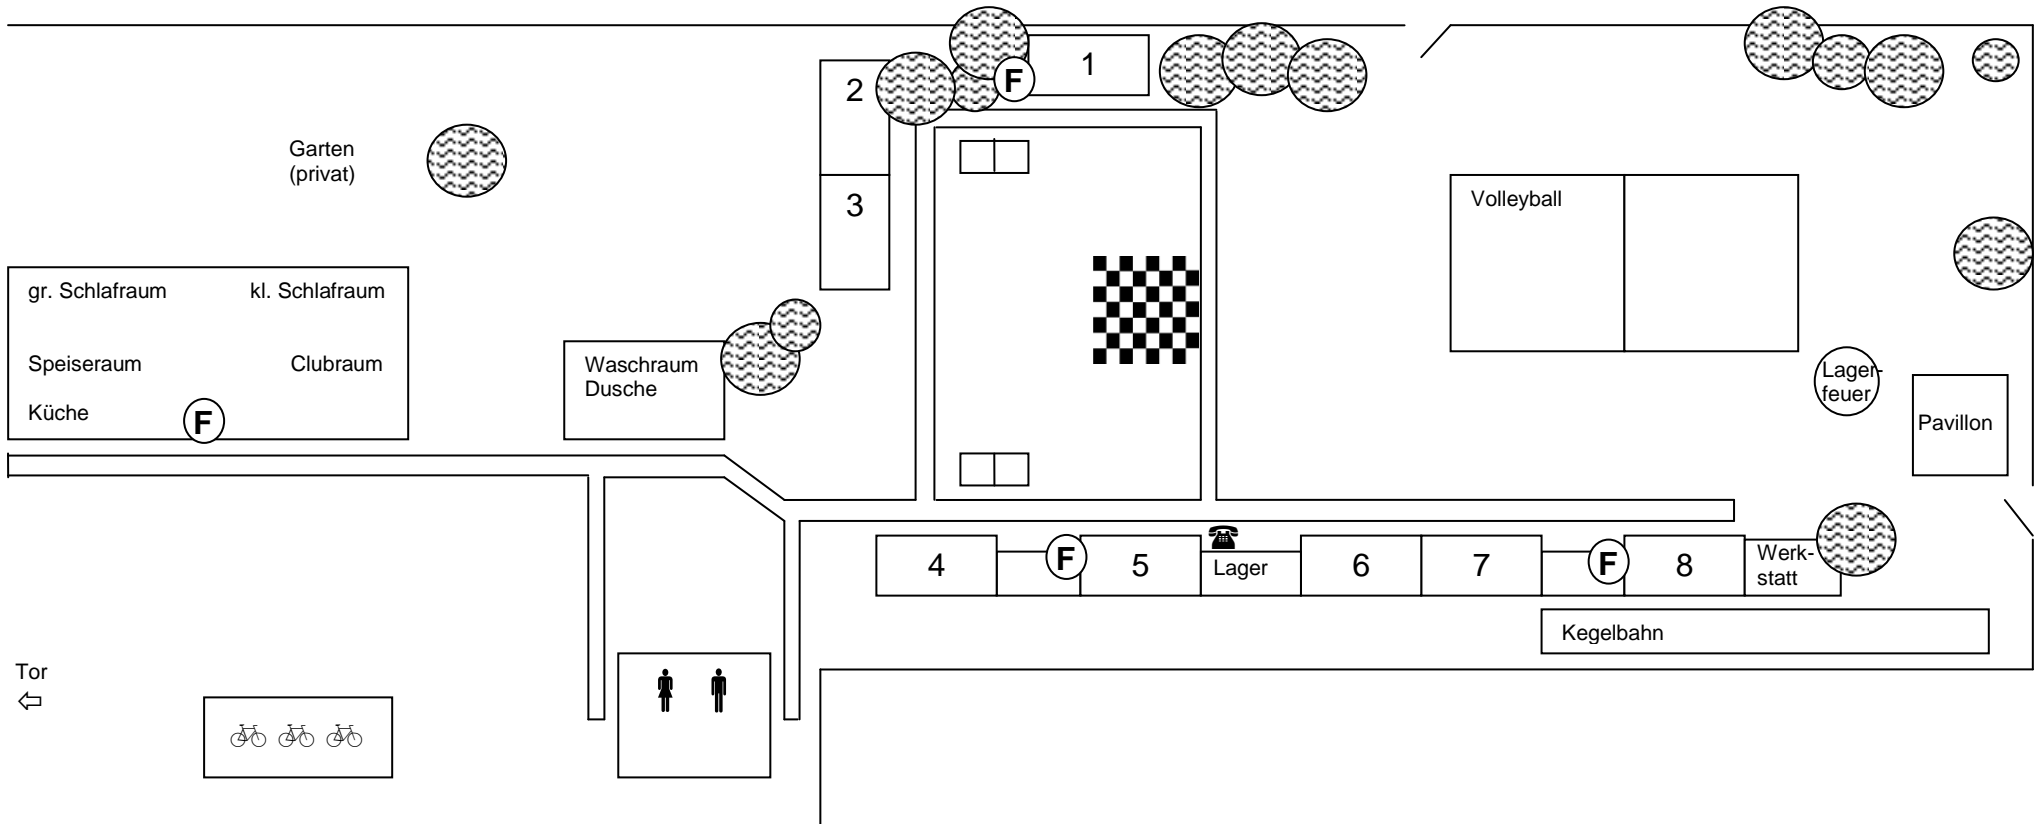 F
1
2
Garten
(privat)
3
Volleyball
gr. Schlafraum
kl. Schlafraum
Speiseraum
Clubraum
Küche
F
Waschraum
Dusche
Lager-
feuer
Pavillon
4
F
5
Lager
6
7
F
8
Werk-
statt
Kegelbahn
Tor